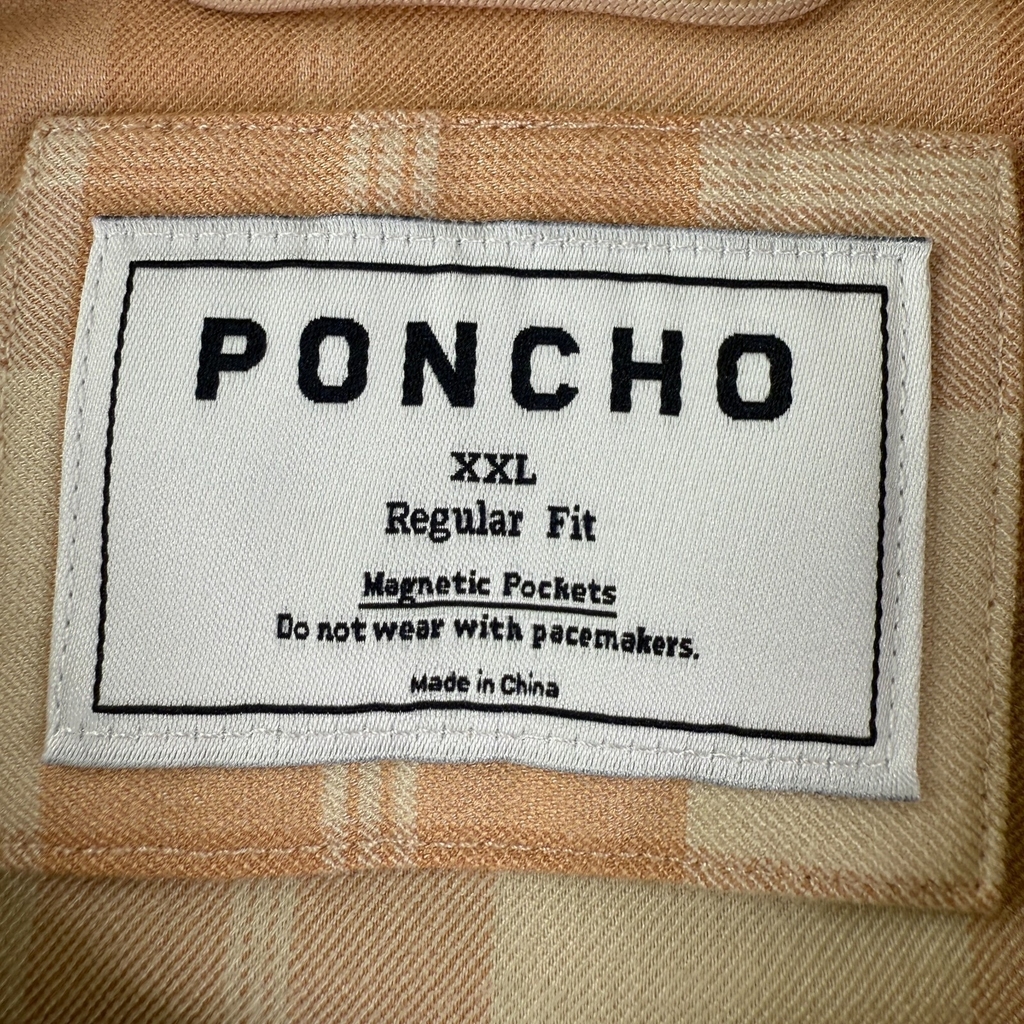 PONCHO
XXL
Regular Fit
Magnetic Pockets
Do not wear with pacemakers.
Made in China